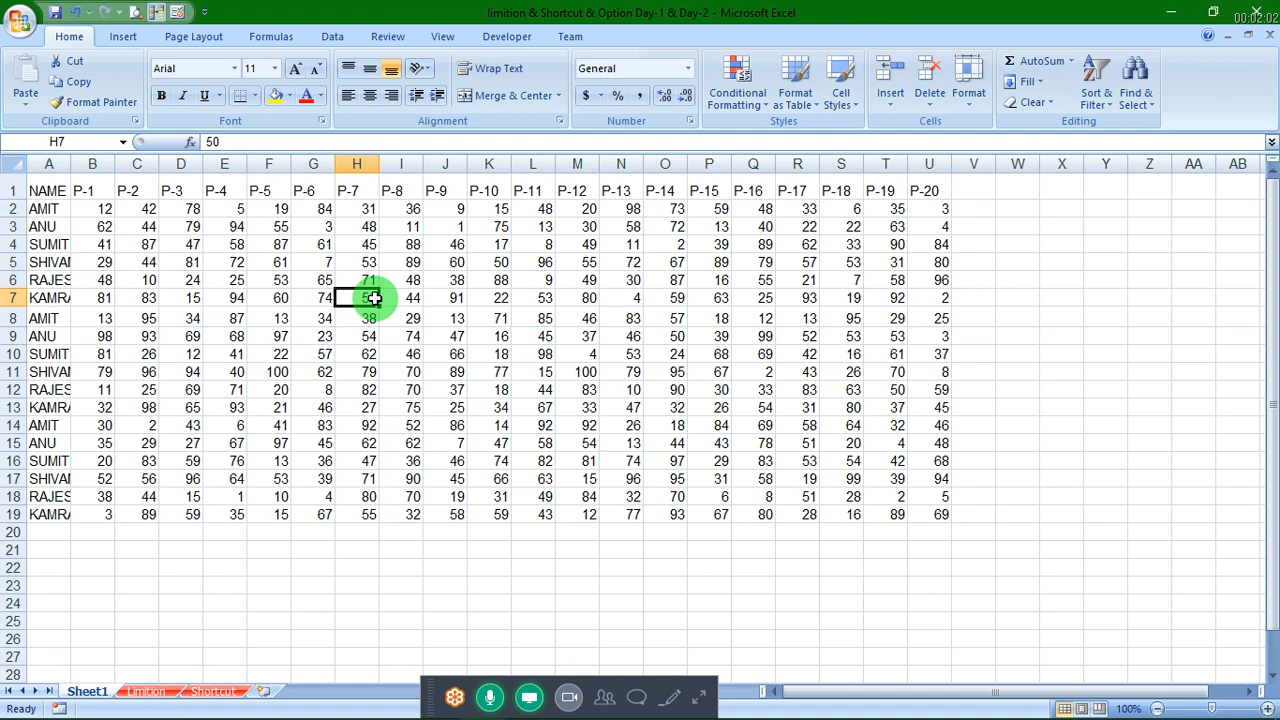 limition & Shortcut & Option Day-1 & Day-2 - Microsoft Excel
00:02:02
Home Insert Page Layout Formulas Data Review View Developer Team
Paste Cut Copy Format Painter Clipboard
Arial 11 B I U A Font
Wrap Text Merge & Center Alignment
General $ % , Number
Conditional Formatting Format as Table Cell Styles Styles
Insert Delete Format Cells
Σ AutoSum Fill Clear Sort & Filter Find & Select Editing
H7 fx 50
A B C D E F G H I J K L M N O P Q R S T U V W X Y Z AA AB
1 NAME P-1 P-2 P-3 P-4 P-5 P-6 P-7 P-8 P-9 P-10 P-11 P-12 P-13 P-14 P-15 P-16 P-17 P-18 P-19 P-20
2 AMIT 12 42 78 5 19 84 31 36 9 15 48 20 98 73 59 48 33 6 35 3
3 ANU 62 44 79 94 55 3 48 11 1 75 13 30 58 72 13 40 22 22 63 4
4 SUMIT 41 87 47 58 87 61 45 88 46 17 8 49 11 2 39 89 62 33 90 84
5 SHIVAN 29 44 81 72 61 7 53 89 60 50 96 55 72 67 89 79 57 53 31 80
6 RAJES 48 10 24 25 53 65 71 48 38 88 9 49 30 87 16 55 21 7 58 96
7 KAMRA 81 83 15 94 60 74 44 91 22 53 80 4 59 63 25 93 19 92 2
8 AMIT 13 95 34 87 13 34 38 29 13 71 85 46 83 57 18 12 13 95 29 25
9 ANU 98 93 69 68 97 23 54 74 47 16 45 37 46 50 39 99 52 53 53 3
10 SUMIT 81 26 12 41 22 57 62 46 66 18 98 4 53 24 68 69 42 16 61 37
11 SHIVAN 79 96 94 40 100 62 79 70 89 77 15 100 79 95 67 2 43 26 70 8
12 RAJES 11 25 69 71 20 8 82 70 37 18 44 83 10 90 30 33 83 63 50 59
13 KAMRA 32 98 65 93 21 46 27 75 25 34 67 33 47 32 26 54 31 80 37 45
14 AMIT 30 2 43 6 41 83 92 52 86 14 92 92 26 18 84 69 58 64 32 46
15 ANU 35 29 27 67 97 45 62 62 7 47 58 54 13 44 43 78 51 20 4 48
16 SUMIT 20 83 59 76 13 36 47 36 46 74 82 81 74 97 29 83 53 54 42 68
17 SHIVAN 52 56 96 64 53 39 71 90 45 66 63 15 96 95 31 58 19 99 39 94
18 RAJES 38 44 15 1 10 4 80 70 19 31 49 84 32 70 6 8 51 28 2 5
19 KAMRA 3 89 59 35 15 67 55 32 58 59 43 12 77 93 67 80 28 16 89 69
20
21
22
23
24
25
26
27
28
Sheet1 Limition Shortcut
Ready 100%